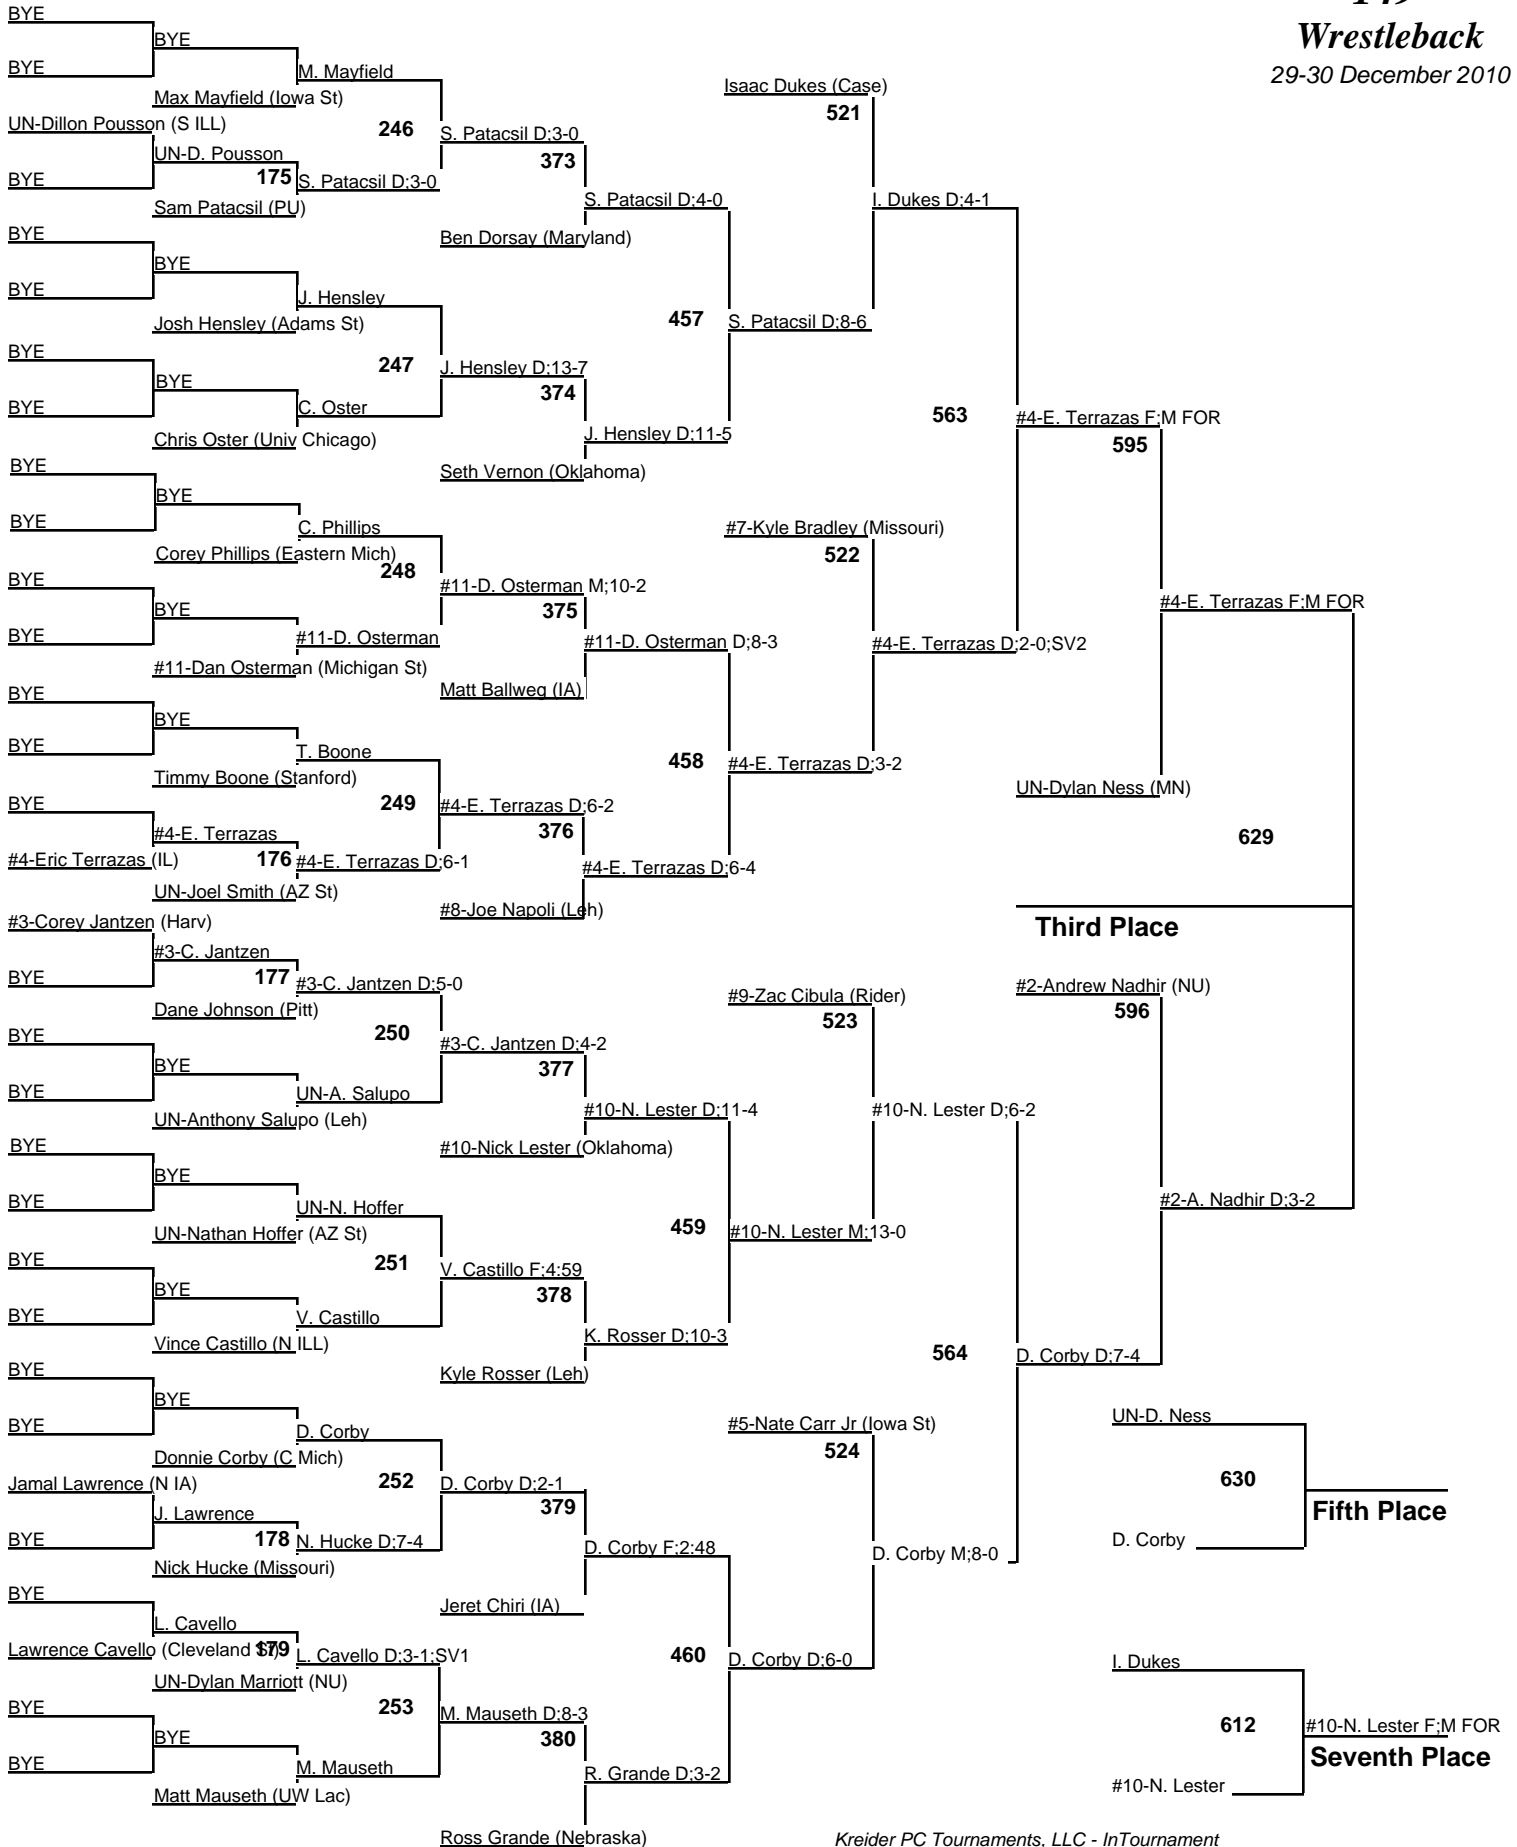 BYE
Wrestleback
29-30 December 2010
BYE
BYE
M. Mayfield
Isaac Dukes (Case)
Max Mayfield (Iowa St)
521
UN-Dillon Pousson (S ILL)
246
S. Patacsil D;3-0
UN-D. Pousson
373
BYE
175
S. Patacsil D;3-0
S. Patacsil D;4-0
I. Dukes D;4-1
Sam Patacsil (PU)
BYE
Ben Dorsay (Maryland)
BYE
BYE
J. Hensley
Josh Hensley (Adams St)
457
S. Patacsil D;8-6
BYE
247
J. Hensley D;13-7
BYE
374
BYE
C. Oster
563
#4-E. Terrazas F;M FOR
Chris Oster (Univ Chicago)
J. Hensley D;11-5
595
BYE
Seth Vernon (Oklahoma)
BYE
BYE
C. Phillips
#7-Kyle Bradley (Missouri)
Corey Phillips (Eastern Mich)
522
248
BYE
#11-D. Osterman M;10-2
BYE
375
#4-E. Terrazas F;M FOR
BYE
#11-D. Osterman
#11-D. Osterman D;8-3
#4-E. Terrazas D;2-0;SV2
#11-Dan Osterman (Michigan St)
BYE
Matt Ballweg (IA)
BYE
BYE
T. Boone
458
#4-E. Terrazas D;3-2
Timmy Boone (Stanford)
UN-Dylan Ness (MN)
BYE
249
#4-E. Terrazas D;6-2
#4-E. Terrazas
376
629
#4-Eric Terrazas (IL)
176
#4-E. Terrazas D;6-1
#4-E. Terrazas D;6-4
UN-Joel Smith (AZ St)
#8-Joe Napoli (Leh)
#3-Corey Jantzen (Harv)
Third Place
#3-C. Jantzen
BYE
177
#3-C. Jantzen D;5-0
#2-Andrew Nadhir (NU)
Dane Johnson (Pitt)
#9-Zac Cibula (Rider)
596
523
BYE
250
#3-C. Jantzen D;4-2
BYE
377
BYE
UN-A. Salupo
#10-N. Lester D;11-4
#10-N. Lester D;6-2
UN-Anthony Salupo (Leh)
BYE
#10-Nick Lester (Oklahoma)
BYE
BYE
UN-N. Hoffer
#2-A. Nadhir D;3-2
UN-Nathan Hoffer (AZ St)
459
#10-N. Lester M;13-0
BYE
251
V. Castillo F;4:59
BYE
378
BYE
V. Castillo
Vince Castillo (N ILL)
K. Rosser D;10-3
564
D. Corby D;7-4
BYE
Kyle Rosser (Leh)
BYE
UN-D. Ness
BYE
D. Corby
#5-Nate Carr Jr (Iowa St)
Donnie Corby (C Mich)
524
Jamal Lawrence (N IA)
252
D. Corby D;2-1
630
J. Lawrence
379
Fifth Place
BYE
178
N. Hucke D;7-4
D. Corby F;2:48
D. Corby M;8-0
D. Corby
Nick Hucke (Missouri)
BYE
Jeret Chiri (IA)
L. Cavello
Lawrence Cavello (Cleveland St)
179
L. Cavello D;3-1;SV1
460
D. Corby D;6-0
I. Dukes
UN-Dylan Marriott (NU)
BYE
253
M. Mauseth D;8-3
612
#10-N. Lester F;M FOR
BYE
380
Seventh Place
BYE
M. Mauseth
R. Grande D;3-2
#10-N. Lester
Matt Mauseth (UW Lac)
Ross Grande (Nebraska)
Kreider PC Tournaments, LLC - InTournament